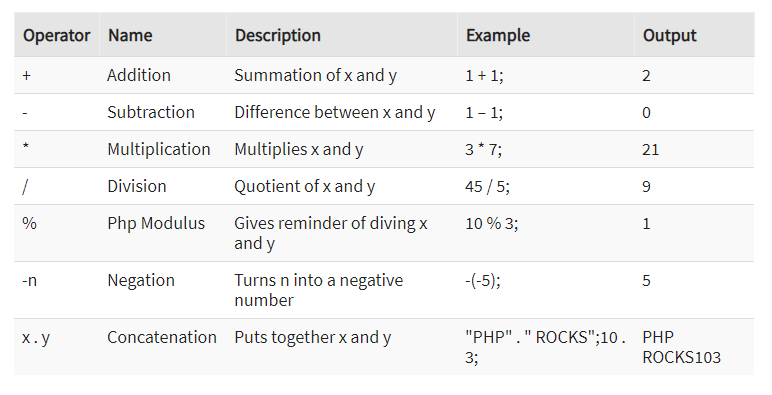 Operator Name Description Example Output
+ Addition Summation of x and y 1 + 1; 2
- Subtraction Difference between x and y 1 – 1; 0
* Multiplication Multiplies x and y 3 * 7; 21
/ Division Quotient of x and y 45 / 5; 9
% Php Modulus Gives reminder of diving x 10 % 3; 1
and y
-n Negation Turns n into a negative -(-5); 5
number
x . y Concatenation Puts together x and y "PHP" . " ROCKS";10 . PHP
3; ROCKS103